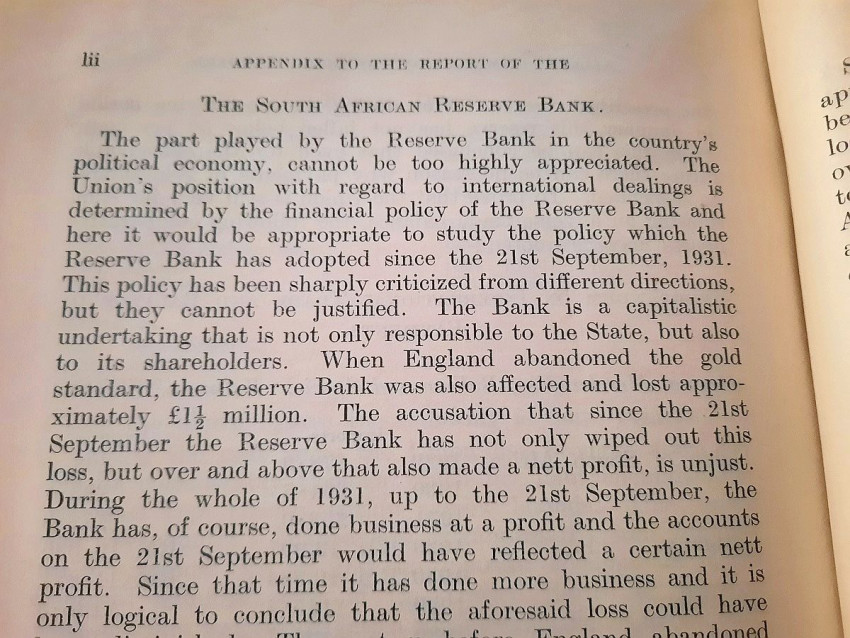 lii
APPENDIX TO THE REPORT OF THE
THE SOUTH AFRICAN RESERVE BANK.
The part played by the Reserve Bank in the country's
political economy, cannot be too highly appreciated. The
Union's position with regard to international dealings is
determined by the financial policy of the Reserve Bank and
here it would be appropriate to study the policy which the
Reserve Bank has adopted since the 21st September, 1931.
This policy has been sharply criticized from different directions,
but they cannot be justified. The Bank is a capitalistic
undertaking that is not only responsible to the State, but also
to its shareholders. When England abandoned the gold
standard, the Reserve Bank was also affected and lost appro-
ximately £1½ million. The accusation that since the 21st
September the Reserve Bank has not only wiped out this
loss, but over and above that also made a nett profit, is unjust.
During the whole of 1931, up to the 21st September, the
Bank has, of course, done business at a profit and the accounts
on the 21st September would have reflected a certain nett
profit. Since that time it has done more business and it is
only logical to conclude that the aforesaid loss could have
before England abandoned